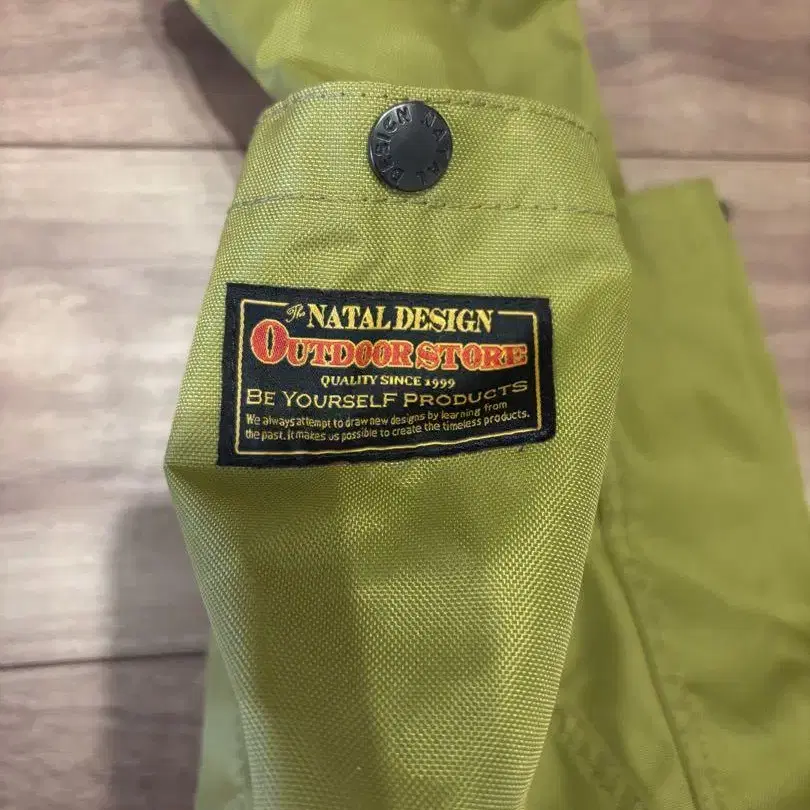 NATAL DESIGN
The NATAL DESIGN
OUTDOOR STORE
QUALITY SINCE 1999
BE YOURSELF PRODUCTS
We always attempt to draw new designs by learning from
the past. it makes us possible to create the timeless products.